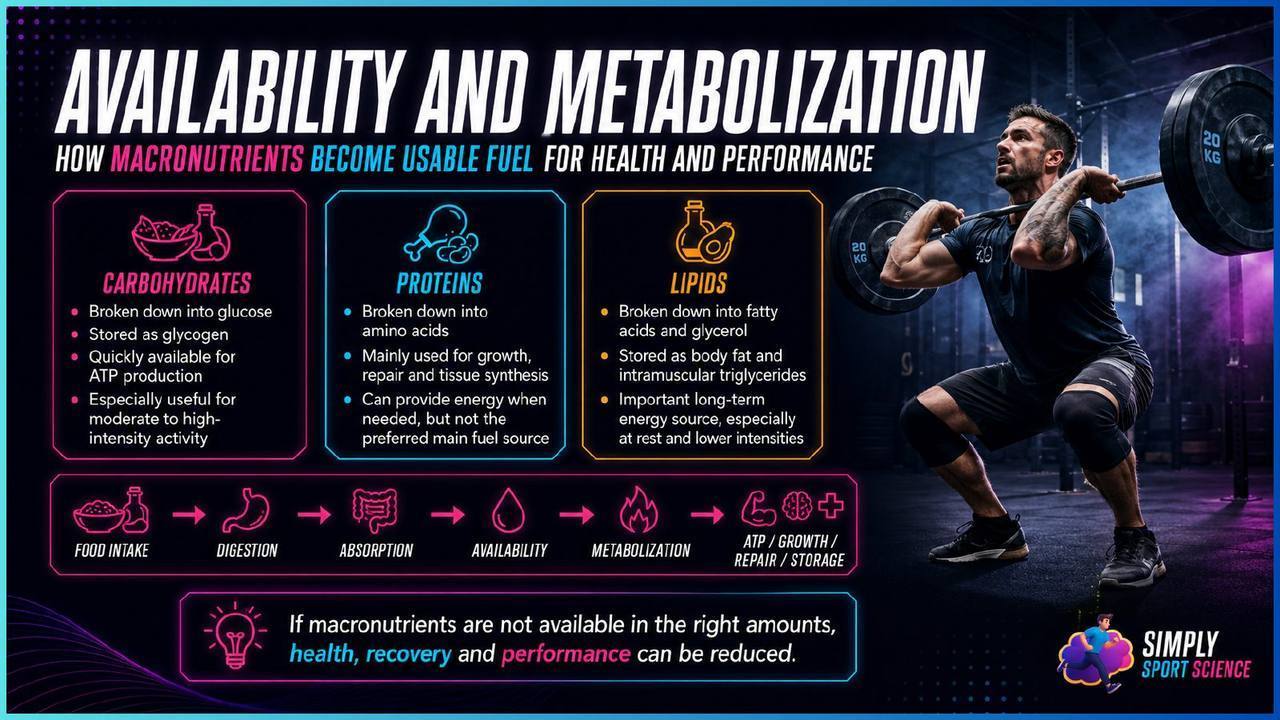 AVAILABILITY AND METABOLIZATION
HOW MACRONUTRIENTS BECOME USABLE FUEL FOR HEALTH AND PERFORMANCE
CARBOHYDRATES
• Broken down into glucose
• Stored as glycogen
• Quickly available for
ATP production
• Especially useful for
moderate to high-
intensity activity
PROTEINS
• Broken down into
amino acids
• Mainly used for growth,
repair and tissue synthesis
• Can provide energy when
needed, but not the
preferred main fuel source
LIPIDS
• Broken down into fatty
acids and glycerol
• Stored as body fat and
intramuscular triglycerides
• Important long-term
energy source, especially
at rest and lower intensities
20
KG
20
KG
FOOD INTAKE
DIGESTION
ABSORPTION
AVAILABILITY
METABOLIZATION
ATP / GROWTH /
REPAIR / STORAGE
If macronutrients are not available in the right amounts,
health, recovery and performance can be reduced.
SIMPLY
SPORT SCIENCE